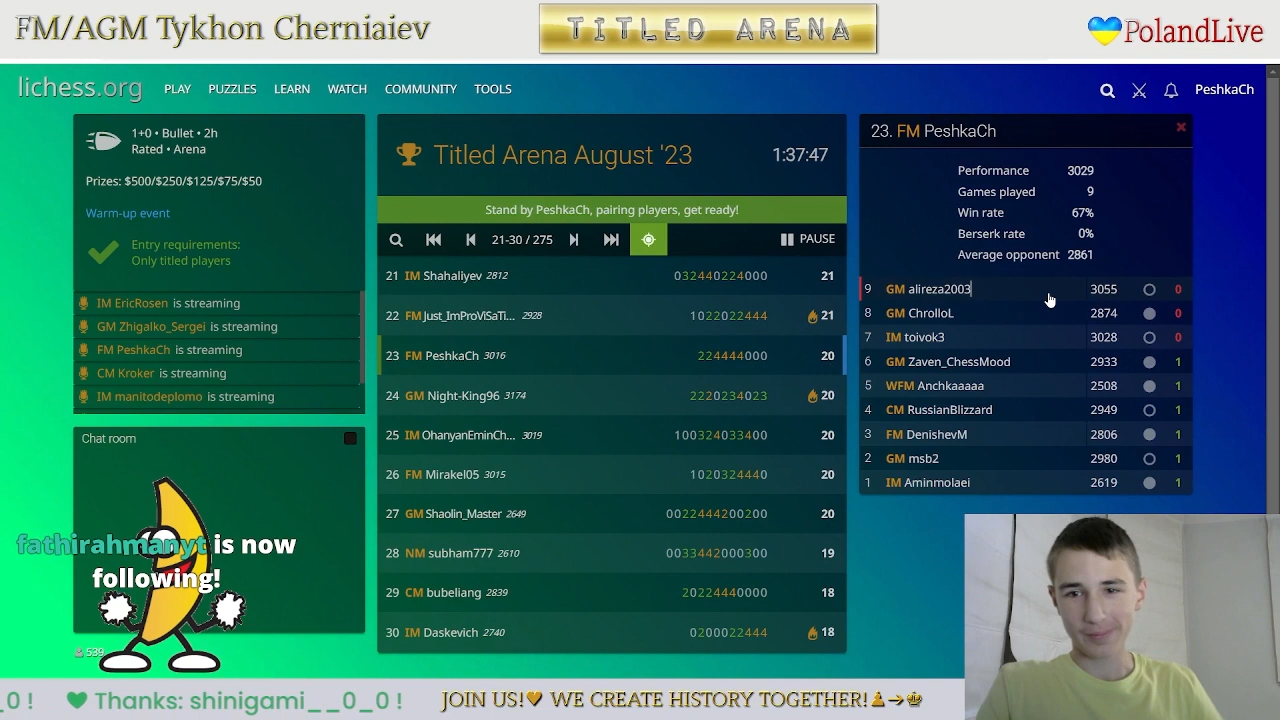 FM/AGM Tykhon Cherniaiev
TITLED ARENA
PolandLive
lichess.org PLAY PUZZLES LEARN WATCH COMMUNITY TOOLS PeshkaCh
1+0 • Bullet • 2h
Rated • Arena
Prizes: $500/$250/$125/$75/$50
Warm-up event
Entry requirements:
Only titled players
IM EricRosen is streaming
GM Zhigalko_Sergei is streaming
FM PeshkaCh is streaming
CM Kroker is streaming
IM manitodeplomo is streaming
Chat room
fathirahmanyt is now
following!
539
Titled Arena August '23 1:37:47
Stand by PeshkaCh, pairing players, get ready!
21-30 / 275 PAUSE
21 IM Shahaliyev 2812 032440224000 21
22 FM Just_ImProViSaTi... 2928 1022022444 21
23 FM PeshkaCh 3016 224444000 20
24 GM Night-King96 3174 2220234023 20
25 IM OhanyanEminCh... 3019 100324033400 20
26 FM Mirakel05 3015 1020324440 20
27 GM Shaolin_Master 2649 0022444200200 20
28 NM subham777 2610 0033442000300 19
29 CM bubeliang 2839 20224440000 18
30 IM Daskevich 2740 0200022444 18
23. FM PeshkaCh
Performance 3029
Games played 9
Win rate 67%
Berserk rate 0%
Average opponent 2861
9 GM alireza2003 3055 0
8 GM ChrolloL 2874 0
7 IM toivok3 3028 0
6 GM Zaven_ChessMood 2933 1
5 WFM Anchkaaaaa 2508 1
4 CM RussianBlizzard 2949 1
3 FM DenishevM 2806 1
2 GM msb2 2980 1
1 IM Aminmolaei 2619 1
_0 ! Thanks: shinigami__0_0 ! JOIN US! WE CREATE HISTORY TOGETHER!